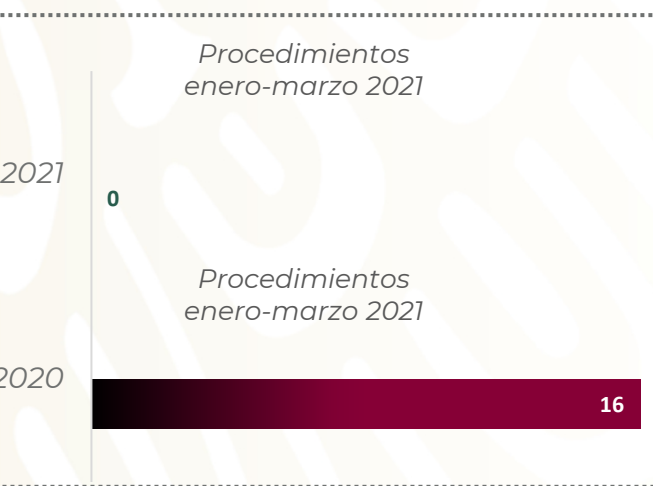 Procedimientos
enero-marzo 2021
2021
0
Procedimientos
enero-marzo 2021
2020
16